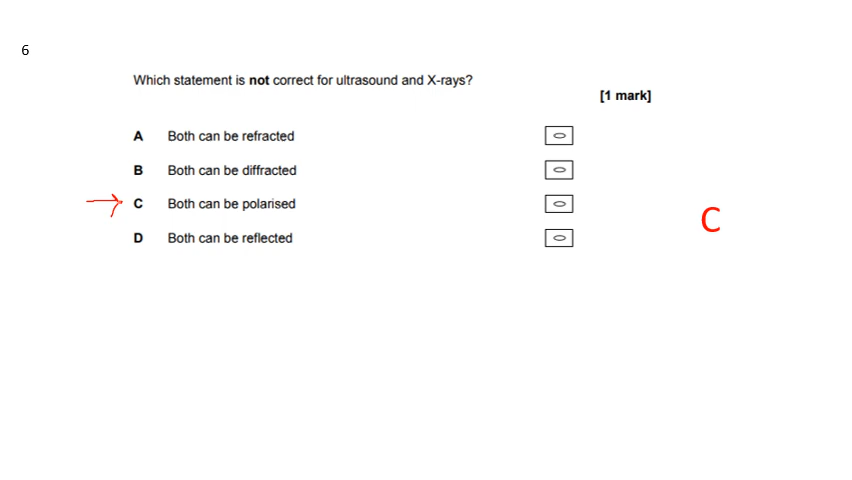 6
Which statement is not correct for ultrasound and X-rays?
[1 mark]
A Both can be refracted
B Both can be diffracted
C Both can be polarised
D Both can be reflected
C